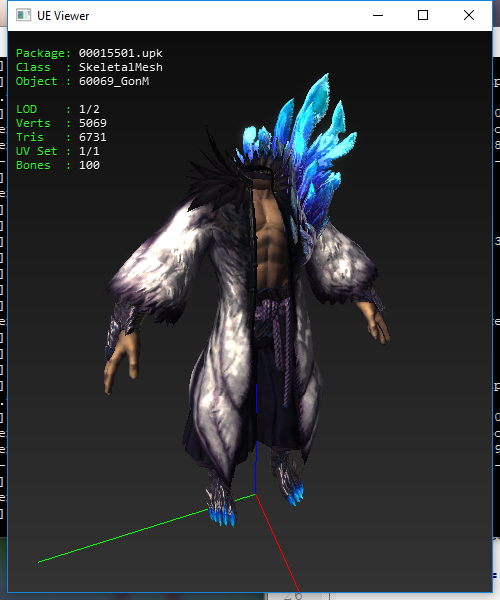 UE Viewer
Package: 00015501.upk
Class : SkeletalMesh
Object : 60069_GonM
LOD : 1/2
Verts : 5069
Tris : 6731
UV Set : 1/1
Bones : 100